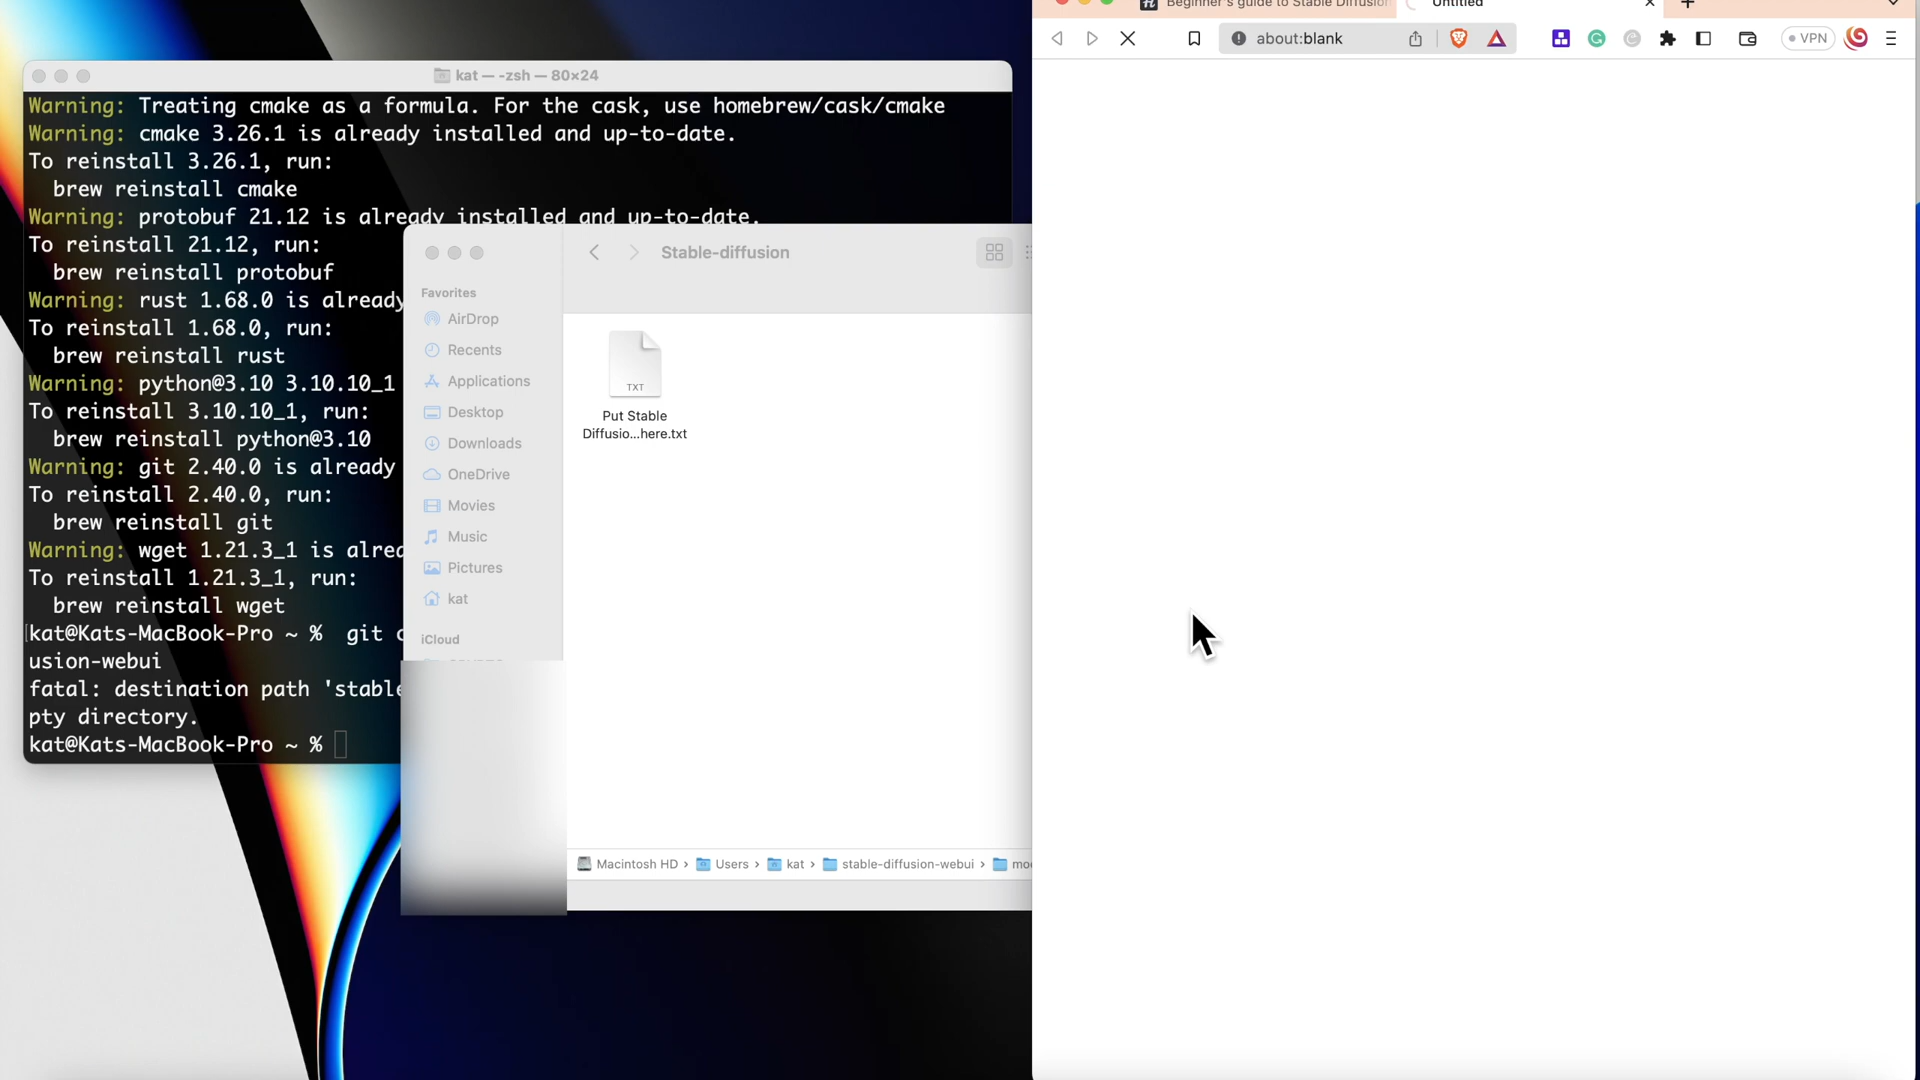 kat — -zsh — 80×24
Warning: Treating cmake as a formula. For the cask, use homebrew/cask/cmake
Warning: cmake 3.26.1 is already installed and up-to-date.
To reinstall 3.26.1, run:
brew reinstall cmake
Warning: protobuf 21.12 is already installed and up-to-date.
To reinstall 21.12, run:
brew reinstall protobuf
Warning: rust 1.68.0 is already
To reinstall 1.68.0, run:
brew reinstall rust
Warning: python@3.10 3.10.10_1
To reinstall 3.10.10_1, run:
brew reinstall python@3.10
Warning: git 2.40.0 is already
To reinstall 2.40.0, run:
brew reinstall git
Warning: wget 1.21.3_1 is alrea
To reinstall 1.21.3_1, run:
brew reinstall wget
kat@Kats-MacBook-Pro ~ % git c
usion-webui
fatal: destination path 'stable
pty directory.
kat@Kats-MacBook-Pro ~ %
Stable-diffusion
Favorites
AirDrop
Recents
Applications
Desktop
Downloads
OneDrive
Movies
Music
Pictures
kat
iCloud
TXT
Put Stable
Diffusio...here.txt
Macintosh HD › Users › kat › stable-diffusion-webui › mo
Beginner's guide to Stable Diffusion
Untitled
about:blank
VPN